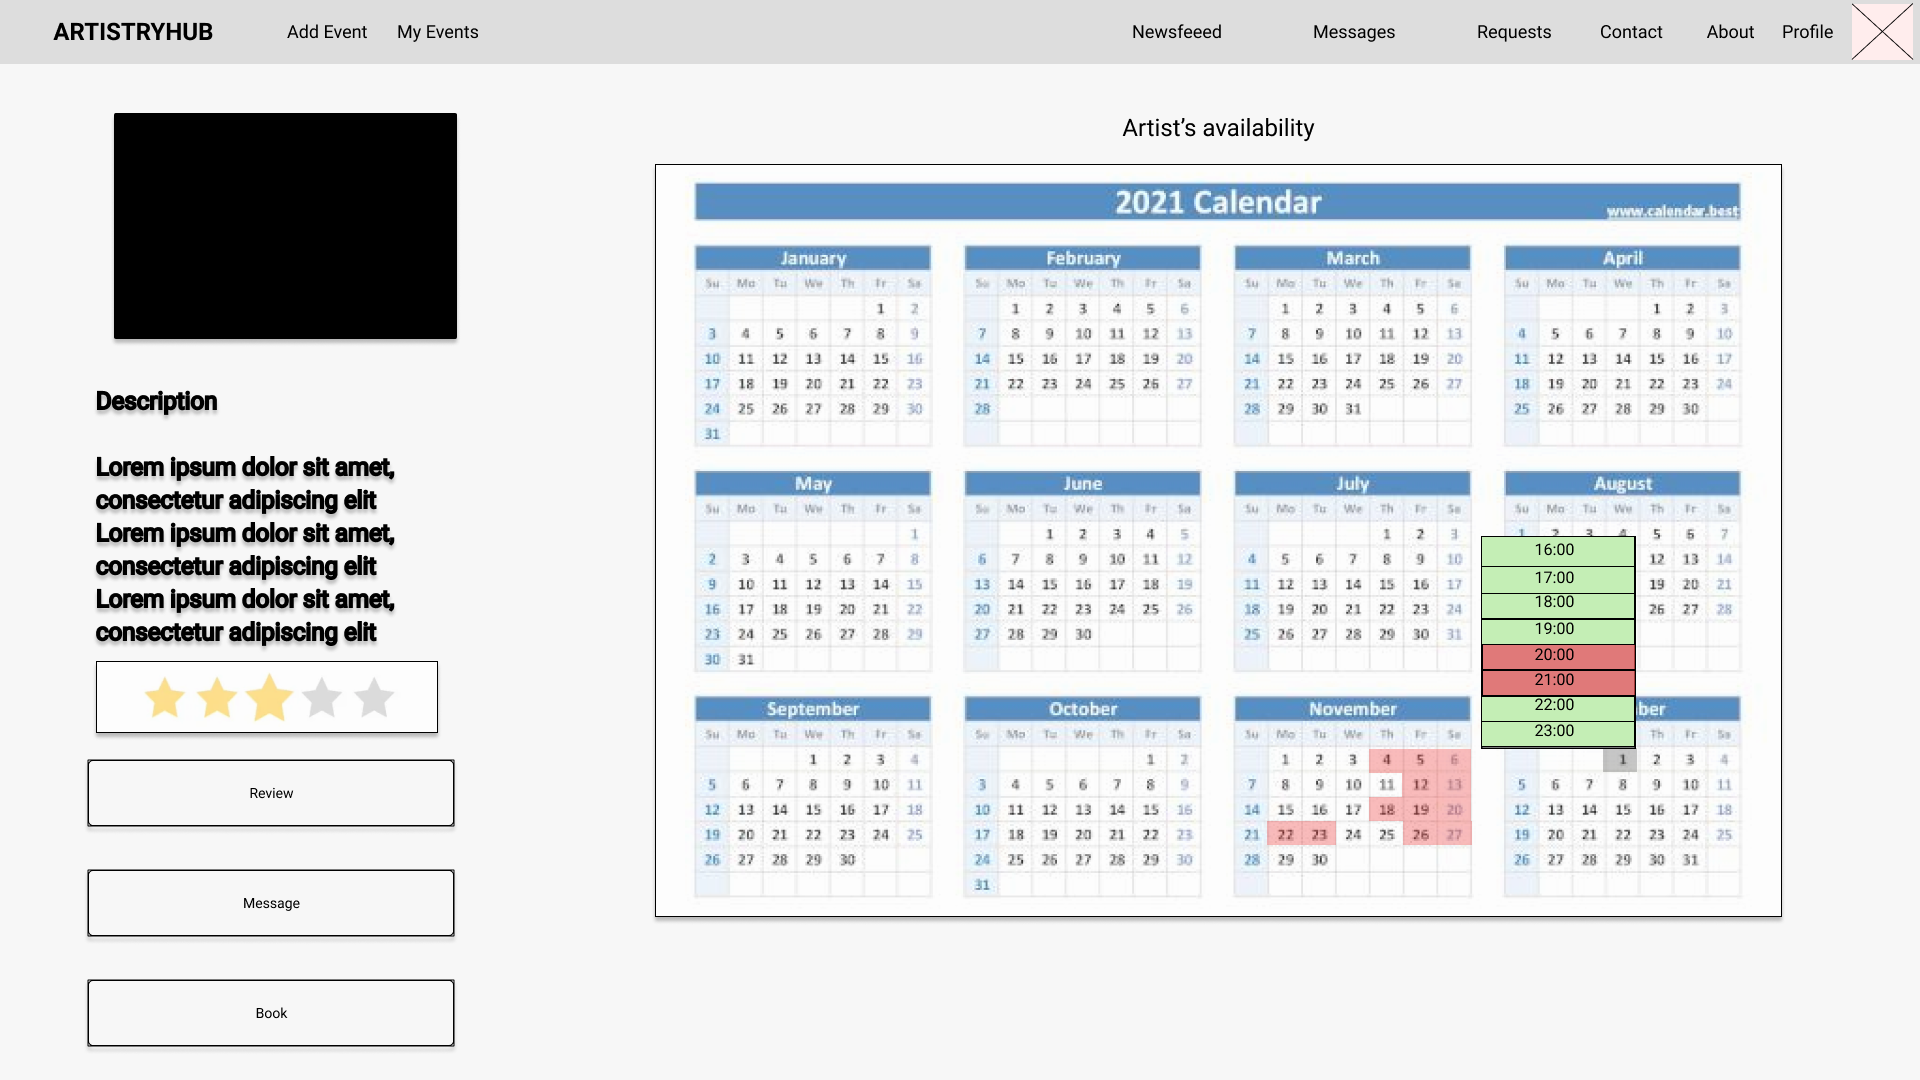 ARTISTRYHUB Add Event My Events Newsfeeed Messages Requests Contact About Profile
Artist’s availability
Description
Lorem ipsum dolor sit amet,
consectetur adipiscing elit
Lorem ipsum dolor sit amet,
consectetur adipiscing elit
Lorem ipsum dolor sit amet,
consectetur adipiscing elit
Review
Message
Book
2021 Calendar
www.calendar.best
January
Su Mo Tu We Th Fr Sa
1 2
3 4 5 6 7 8 9
10 11 12 13 14 15 16
17 18 19 20 21 22 23
24 25 26 27 28 29 30
31
February
Su Mo Tu We Th Fr Sa
1 2 3 4 5 6
7 8 9 10 11 12 13
14 15 16 17 18 19 20
21 22 23 24 25 26 27
28
March
Su Mo Tu We Th Fr Sa
1 2 3 4 5 6
7 8 9 10 11 12 13
14 15 16 17 18 19 20
21 22 23 24 25 26 27
28 29 30 31
April
Su Mo Tu We Th Fr Sa
1 2 3
4 5 6 7 8 9 10
11 12 13 14 15 16 17
18 19 20 21 22 23 24
25 26 27 28 29 30
May
Su Mo Tu We Th Fr Sa
1
2 3 4 5 6 7 8
9 10 11 12 13 14 15
16 17 18 19 20 21 22
23 24 25 26 27 28 29
30 31
June
Su Mo Tu We Th Fr Sa
1 2 3 4 5
6 7 8 9 10 11 12
13 14 15 16 17 18 19
20 21 22 23 24 25 26
27 28 29 30
July
Su Mo Tu We Th Fr Sa
1 2 3
4 5 6 7 8 9 10
11 12 13 14 15 16 17
18 19 20 21 22 23 24
25 26 27 28 29 30 31
August
Su Mo Tu We Th Fr Sa
1 2 3 4 5 6 7
12 13 14
19 20 21
26 27 28
16:00
17:00
18:00
19:00
20:00
21:00
22:00
23:00
September
Su Mo Tu We Th Fr Sa
1 2 3 4
5 6 7 8 9 10 11
12 13 14 15 16 17 18
19 20 21 22 23 24 25
26 27 28 29 30
October
Su Mo Tu We Th Fr Sa
1 2
3 4 5 6 7 8 9
10 11 12 13 14 15 16
17 18 19 20 21 22 23
24 25 26 27 28 29 30
31
November
Su Mo Tu We Th Fr Sa
1 2 3 4 5 6
7 8 9 10 11 12 13
14 15 16 17 18 19 20
21 22 23 24 25 26 27
28 29 30
ber
Th Fr Sa
1 2 3 4
5 6 7 8 9 10 11
12 13 14 15 16 17 18
19 20 21 22 23 24 25
26 27 28 29 30 31